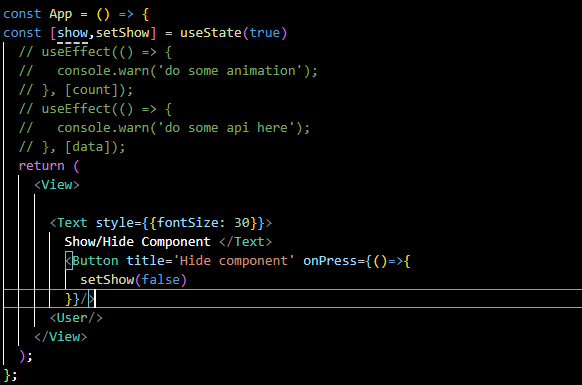 const App = () => {
const [show,setShow] = useState(true)
  // useEffect(() => {
  //   console.warn('do some animation');
  // }, [count]);
  // useEffect(() => {
  //   console.warn('do some api here');
  // }, [data]);
  return (
    <View>

      <Text style={{fontSize: 30}}>
        Show/Hide Component </Text>
        <Button title='Hide component' onPress={()=>{
          setShow(false)
        }}/>
      <User/>
    </View>
  );
};